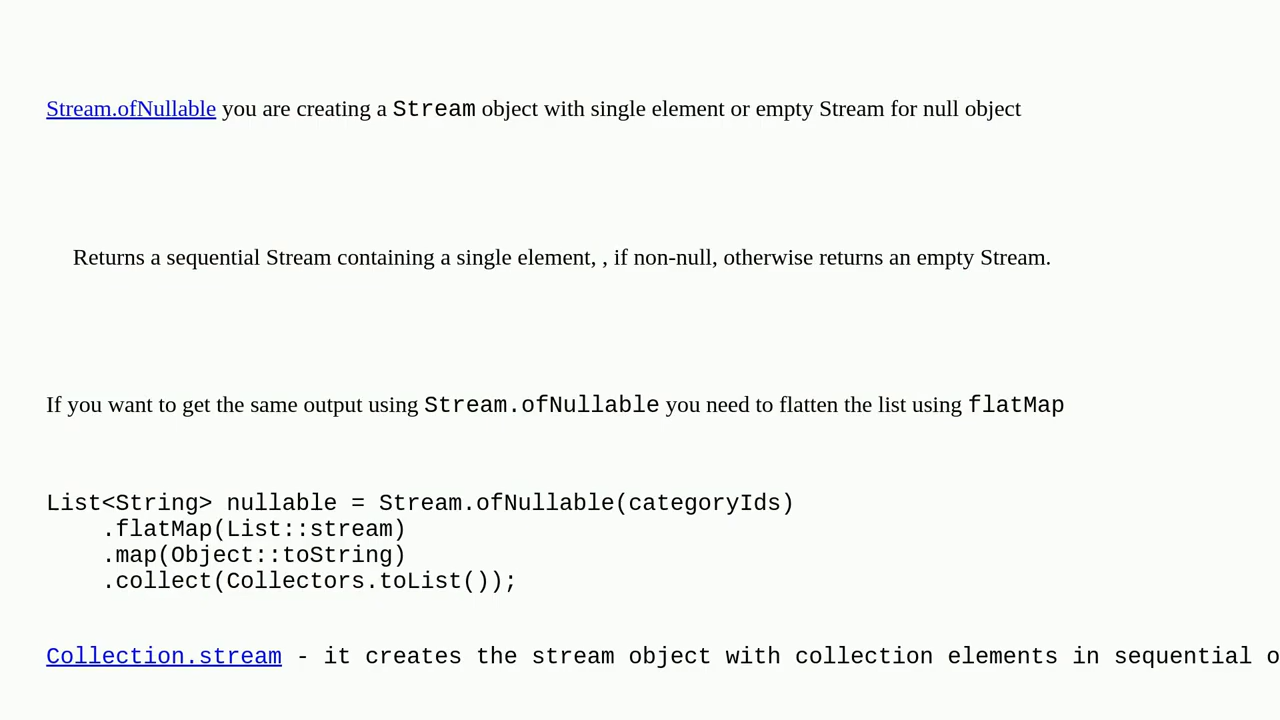 Stream.ofNullable you are creating a Stream object with single element or empty Stream for null object
Returns a sequential Stream containing a single element, , if non-null, otherwise returns an empty Stream.
If you want to get the same output using Stream.ofNullable you need to flatten the list using flatMap
List<String> nullable = Stream.ofNullable(categoryIds)
    .flatMap(List::stream)
    .map(Object::toString)
    .collect(Collectors.toList());
Collection.stream - it creates the stream object with collection elements in sequential